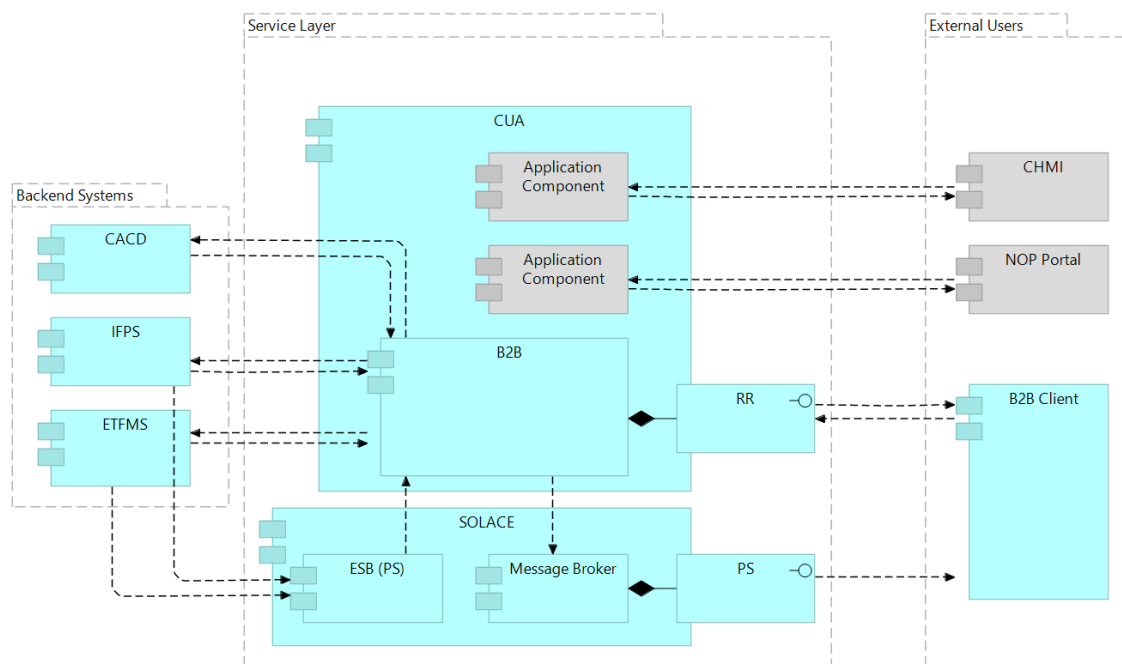 Service Layer
External Users
CUA
Application
Component
CHMI
Backend Systems
CACD
Application
Component
NOP Portal
IFPS
B2B
ETFMS
RR
B2B Client
SOLACE
ESB (PS)
Message Broker
PS